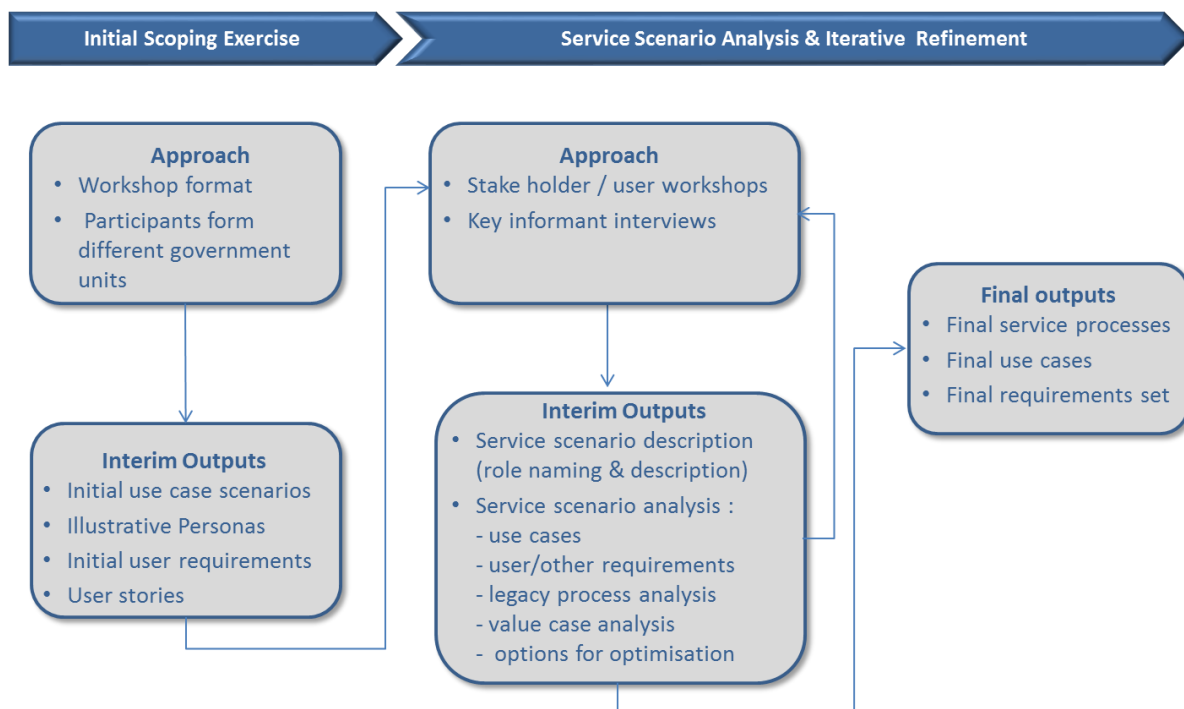 Initial Scoping Exercise
Service Scenario Analysis & Iterative Refinement
Approach
• Workshop format
• Participants form
different government
units
Interim Outputs
• Initial use case scenarios
• Illustrative Personas
• Initial user requirements
• User stories
Approach
• Stake holder / user workshops
• Key informant interviews
Interim Outputs
• Service scenario description
(role naming & description)
• Service scenario analysis :
- use cases
- user/other requirements
- legacy process analysis
- value case analysis
- options for optimisation
Final outputs
• Final service processes
• Final use cases
• Final requirements set